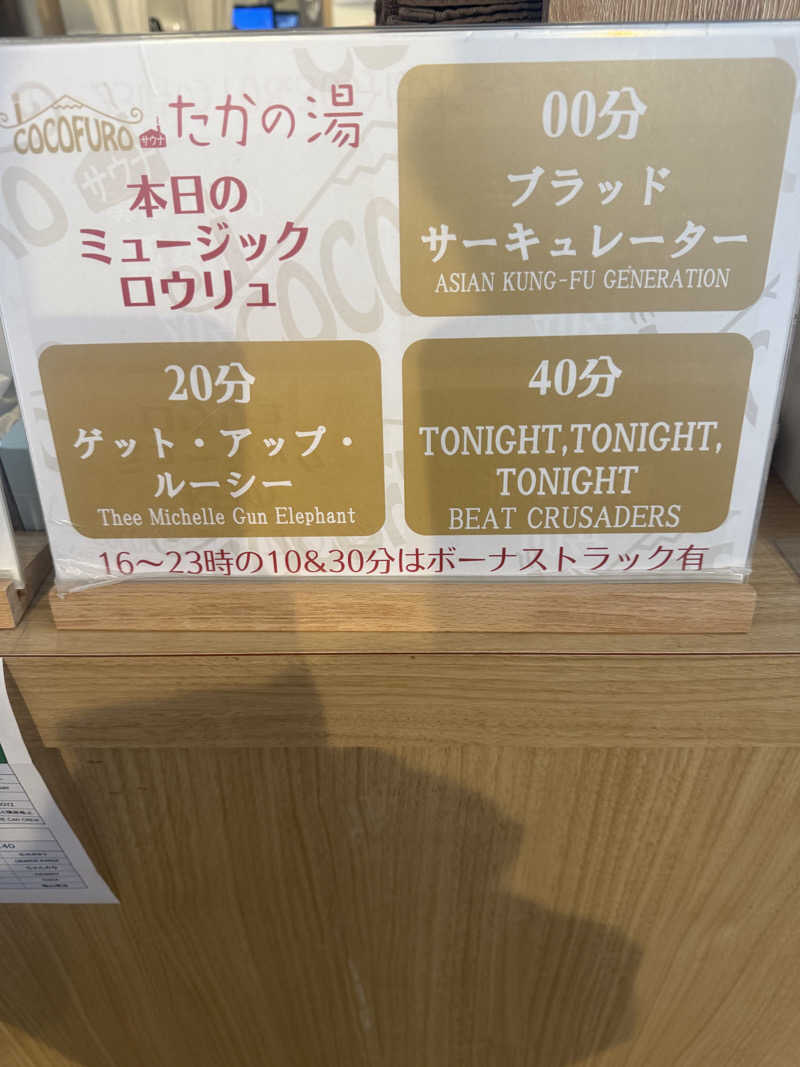 COCOFURO サウナ たかの湯
本日の
ミュージック
ロウリュ
00分
ブラッド
サーキュレーター
ASIAN KUNG-FU GENERATION
20分
ゲット・アップ・
ルーシー
Thee Michelle Gun Elephant
40分
TONIGHT,TONIGHT,
TONIGHT
BEAT CRUSADERS
16～23時の10&30分はボーナストラック有